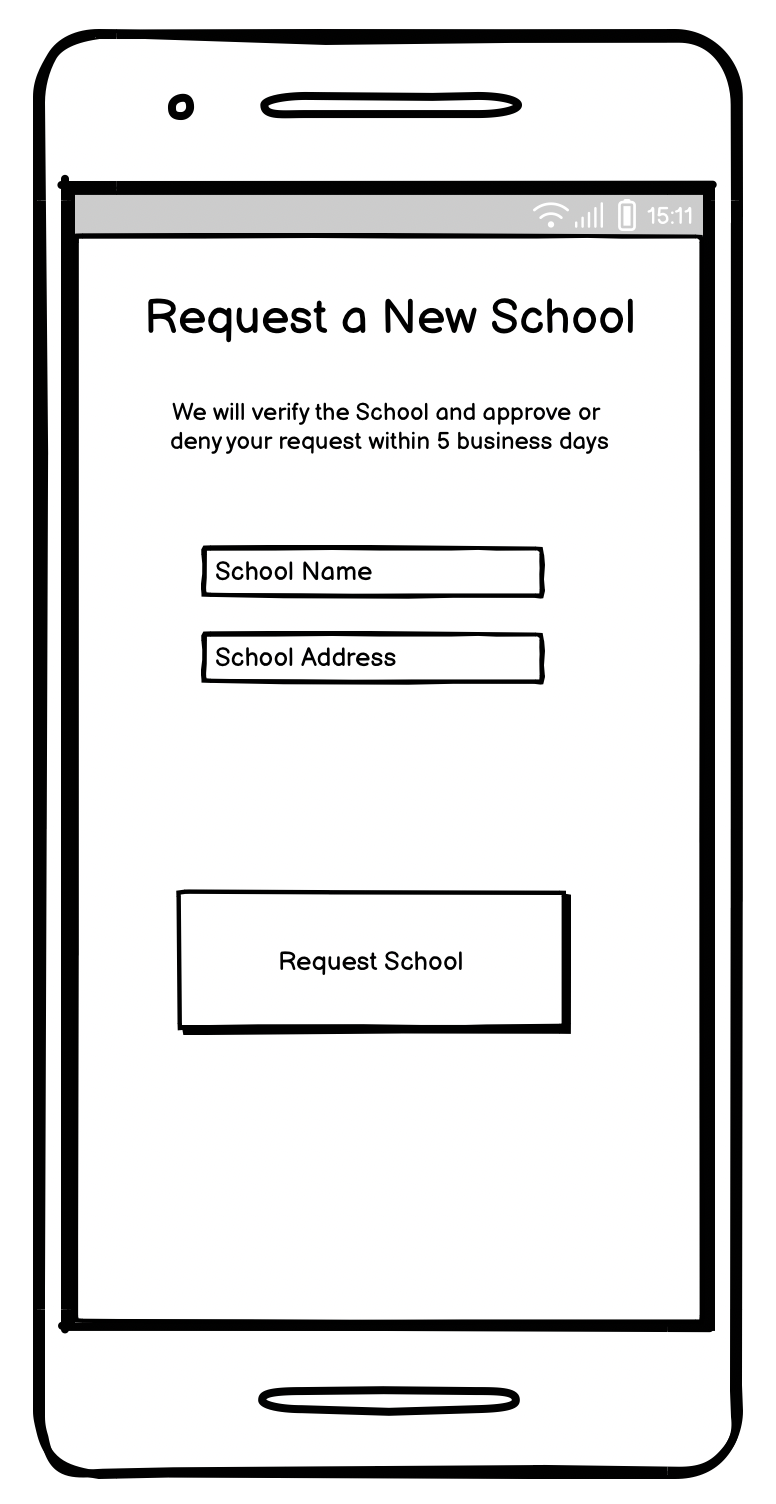 15:11
Request a New School
We will verify the School and approve or
deny your request within 5 business days
School Name
School Address
Request School